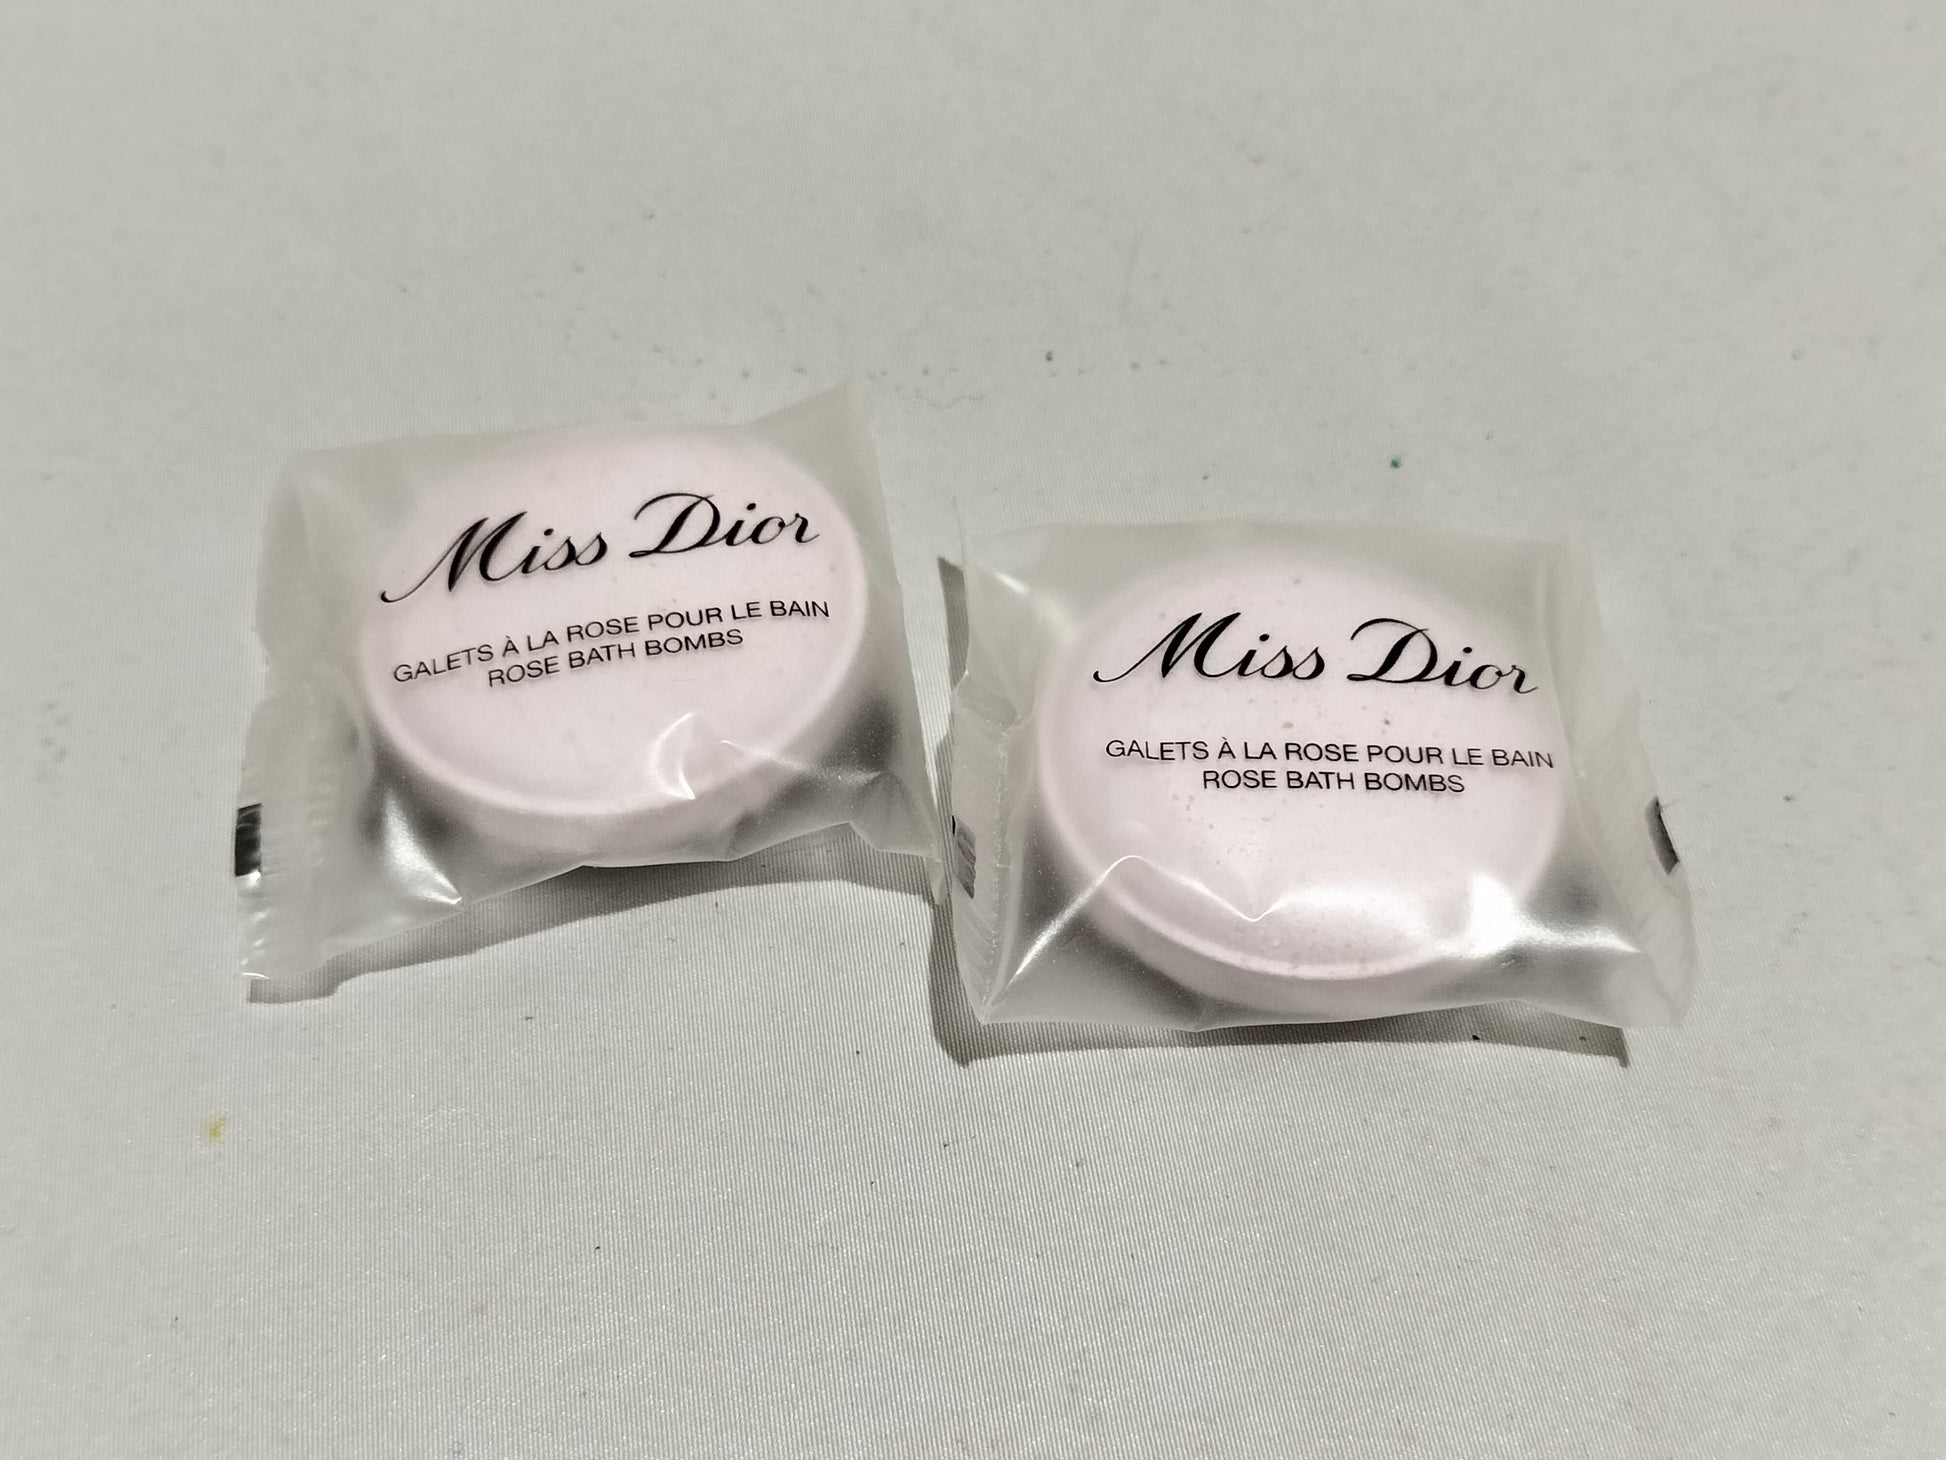 Miss Dior
GALETS À LA ROSE POUR LE BAIN
ROSE BATH BOMBS
Miss Dior
GALETS À LA ROSE POUR LE BAIN
ROSE BATH BOMBS